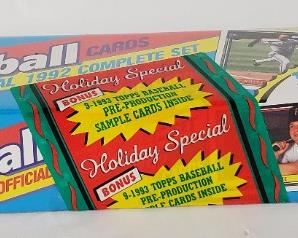 ball CARDS
AL 1992 COMPLETE SET
Holiday Special
BONUS
9-1993 TOPPS BASEBALL
PRE-PRODUCTION
SAMPLE CARDS INSIDE
Holiday Special
all
OFFICIAL
BONUS
9-1993 TOPPS BASEBALL
PRE-PRODUCTION
LE CARDS INSIDE